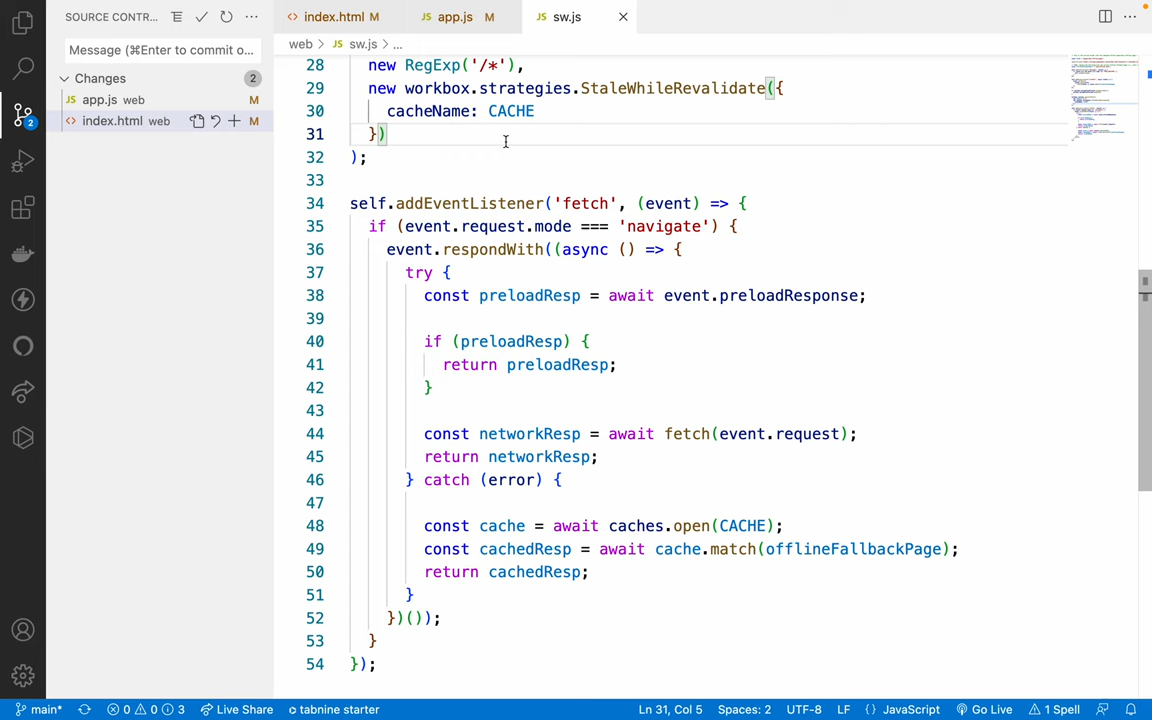 SOURCE CONTR... ...
index.html M
app.js M
sw.js
...
Message (⌘Enter to commit o...
web > sw.js > ...
Changes 2
app.js web M
index.html web M
2
28 new RegExp('/*'),
29 new workbox.strategies.StaleWhileRevalidate({
30 cacheName: CACHE
31 })
32 );
33
34 self.addEventListener('fetch', (event) => {
35 if (event.request.mode === 'navigate') {
36 event.respondWith((async () => {
37 try {
38 const preloadResp = await event.preloadResponse;
39
40 if (preloadResp) {
41 return preloadResp;
42 }
43
44 const networkResp = await fetch(event.request);
45 return networkResp;
46 } catch (error) {
47
48 const cache = await caches.open(CACHE);
49 const cachedResp = await cache.match(offlineFallbackPage);
50 return cachedResp;
51 }
52 })());
53 }
54 });
main* 0 0 3 Live Share tabnine starter Ln 31, Col 5 Spaces: 2 UTF-8 LF {} JavaScript Go Live 1 Spell